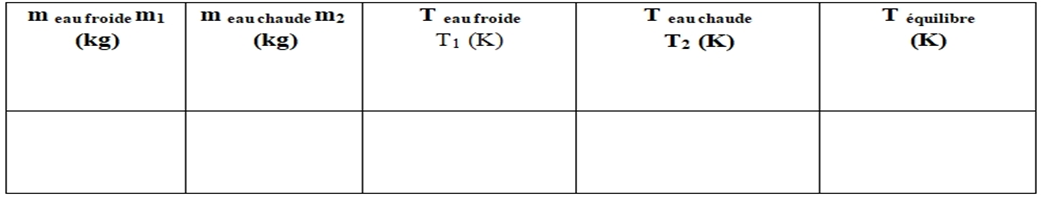 m eau froide m1 (kg)
m eau chaude m2 (kg)
T eau froide T1 (K)
T eau chaude T2 (K)
T équilibre (K)